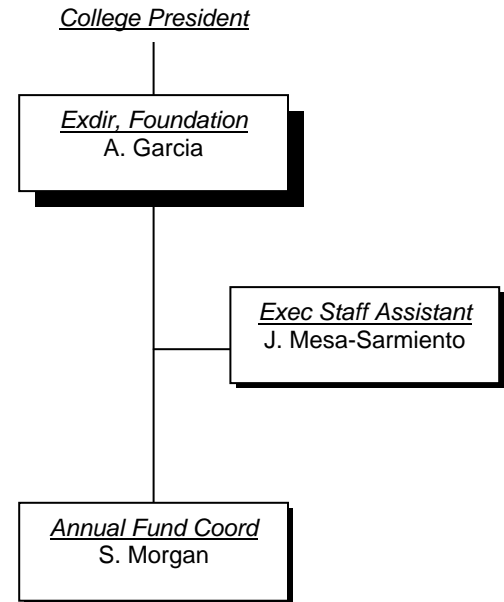 College President
Exdir, Foundation
A. Garcia
Exec Staff Assistant
J. Mesa-Sarmiento
Annual Fund Coord
S. Morgan